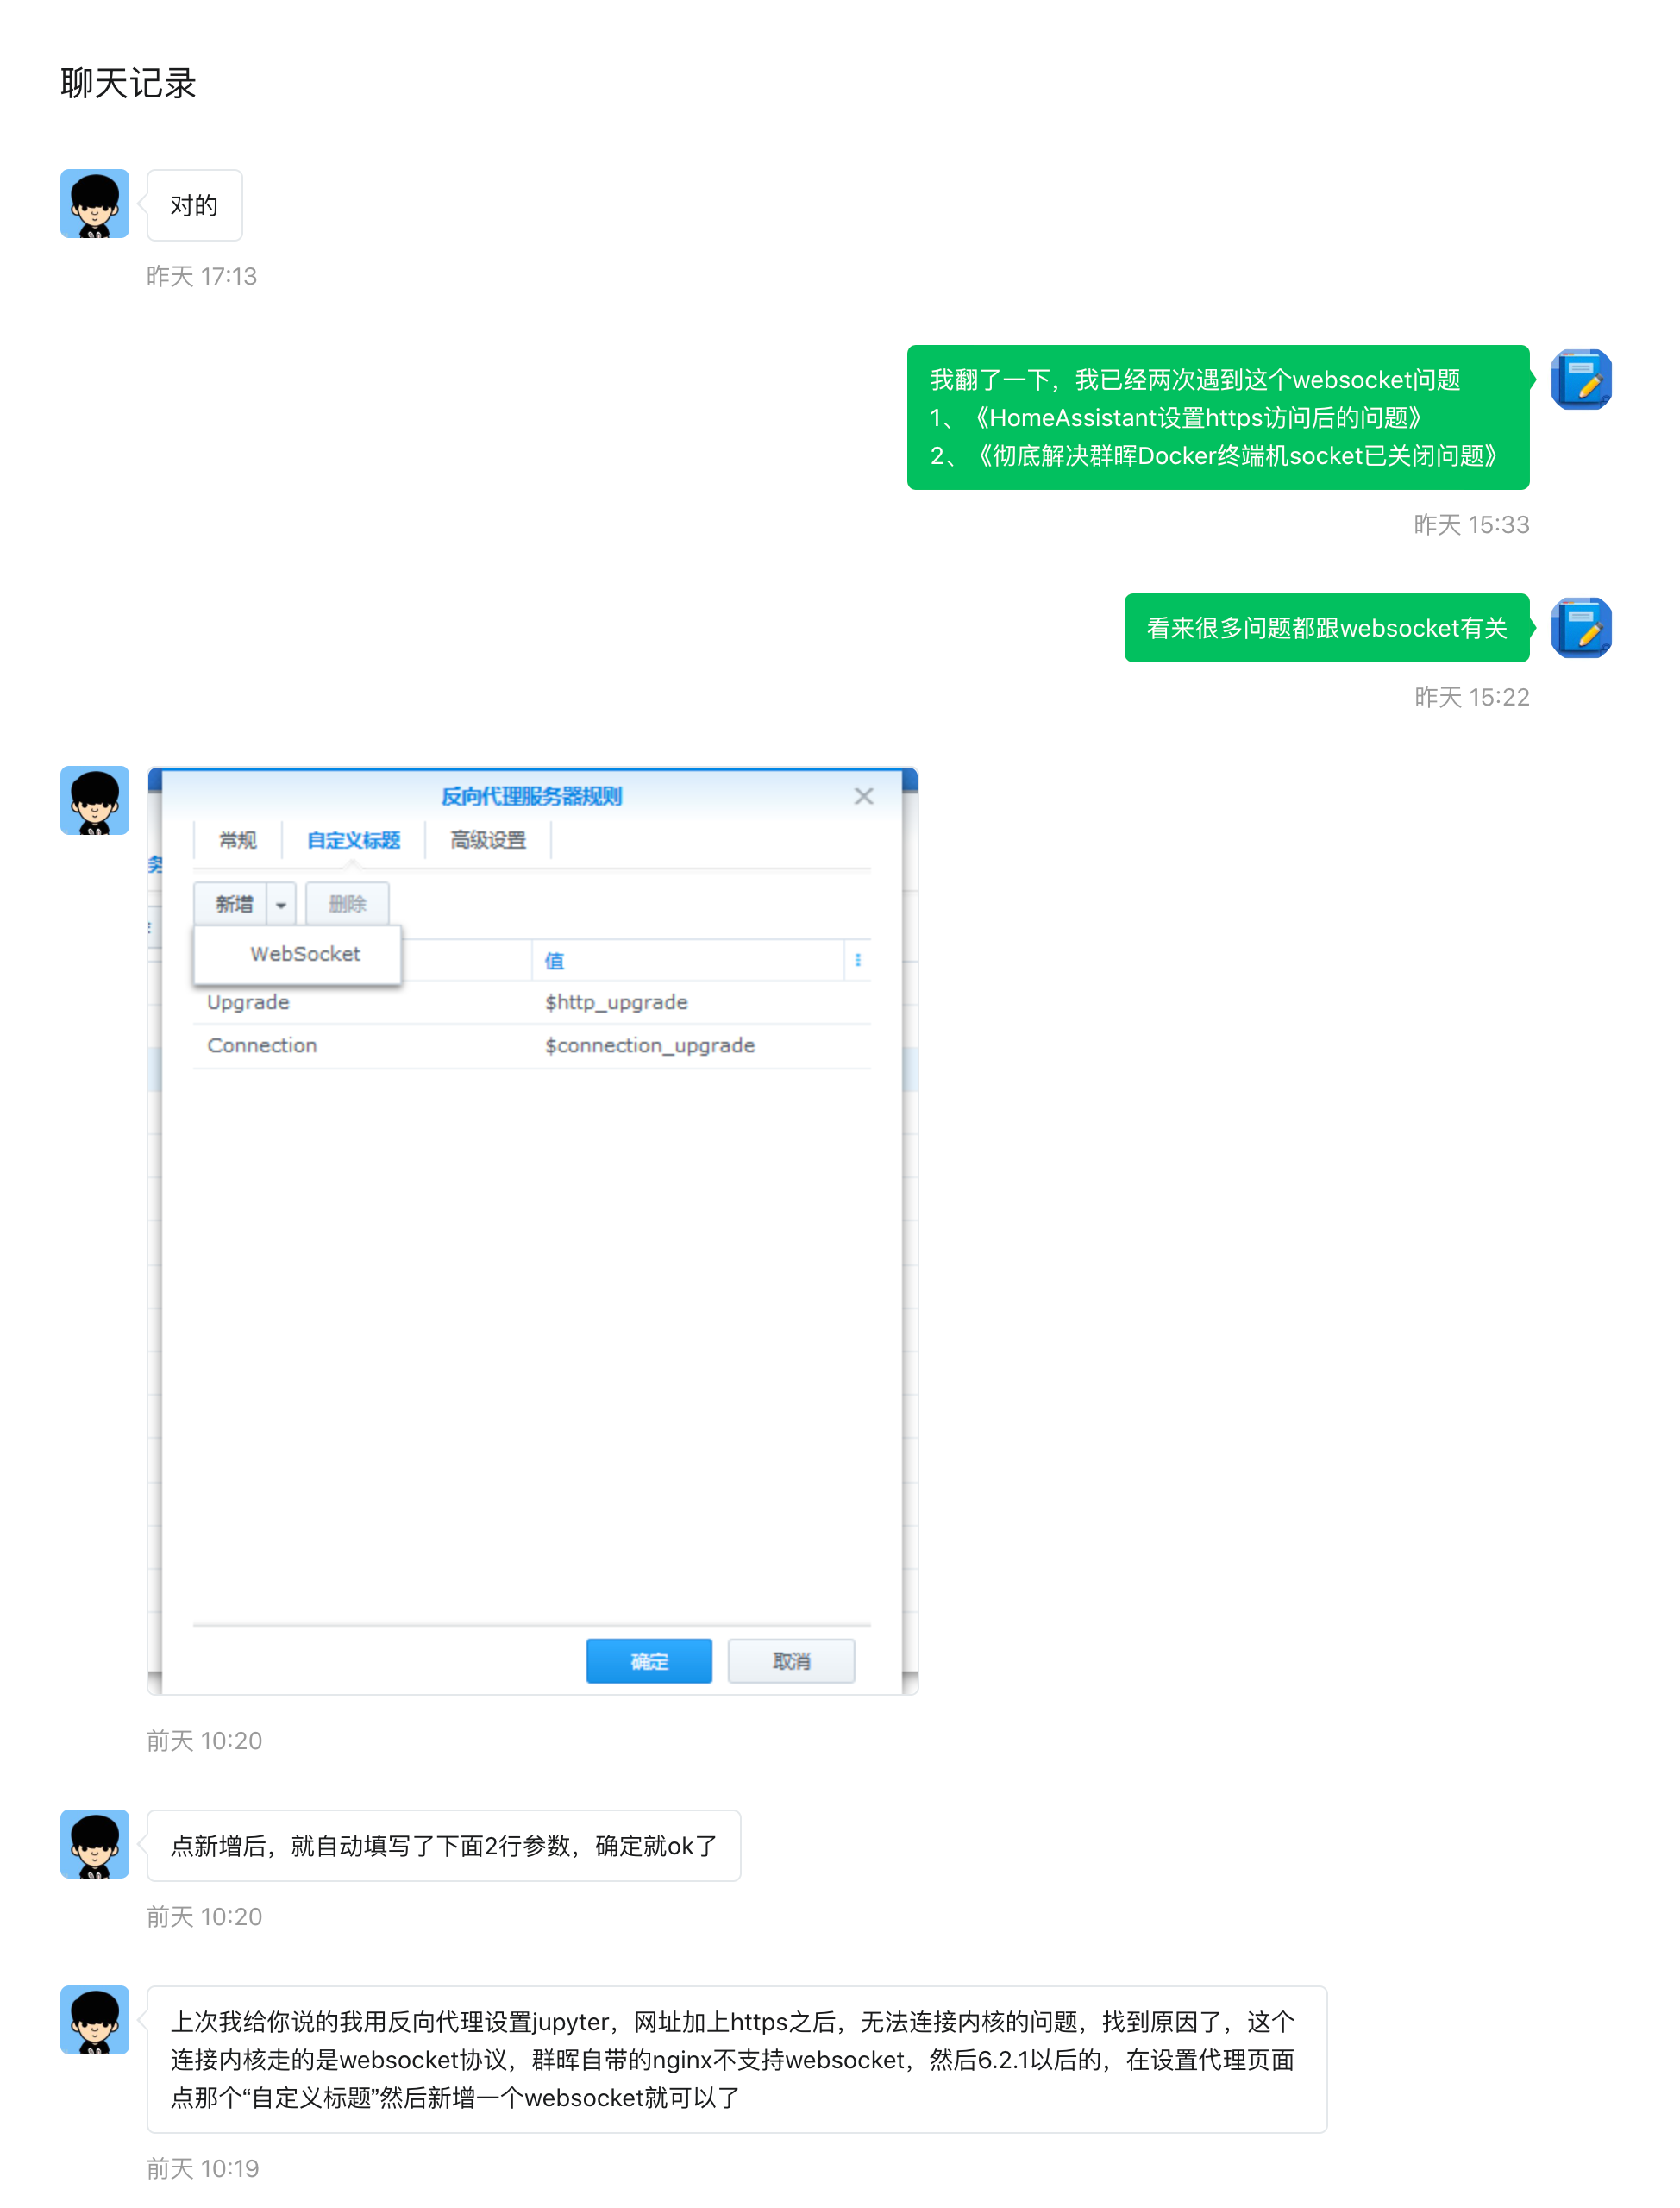 聊天记录
对的
昨天 17:13
我翻了一下，我已经两次遇到这个websocket问题
1、《HomeAssistant设置https访问后的问题》
2、《彻底解决群晖Docker终端机socket已关闭问题》
昨天 15:33
看来很多问题都跟websocket有关
昨天 15:22
反向代理服务器规则
常规 自定义标题 高级设置
务
新增 删除
WebSocket
值
Upgrade $http_upgrade
Connection $connection_upgrade
确定 取消
前天 10:20
点新增后，就自动填写了下面2行参数，确定就ok了
前天 10:20
上次我给你说的我用反向代理设置jupyter，网址加上https之后，无法连接内核的问题，找到原因了，这个
连接内核走的是websocket协议，群晖自带的nginx不支持websocket，然后6.2.1以后的，在设置代理页面
点那个“自定义标题”然后新增一个websocket就可以了
前天 10:19